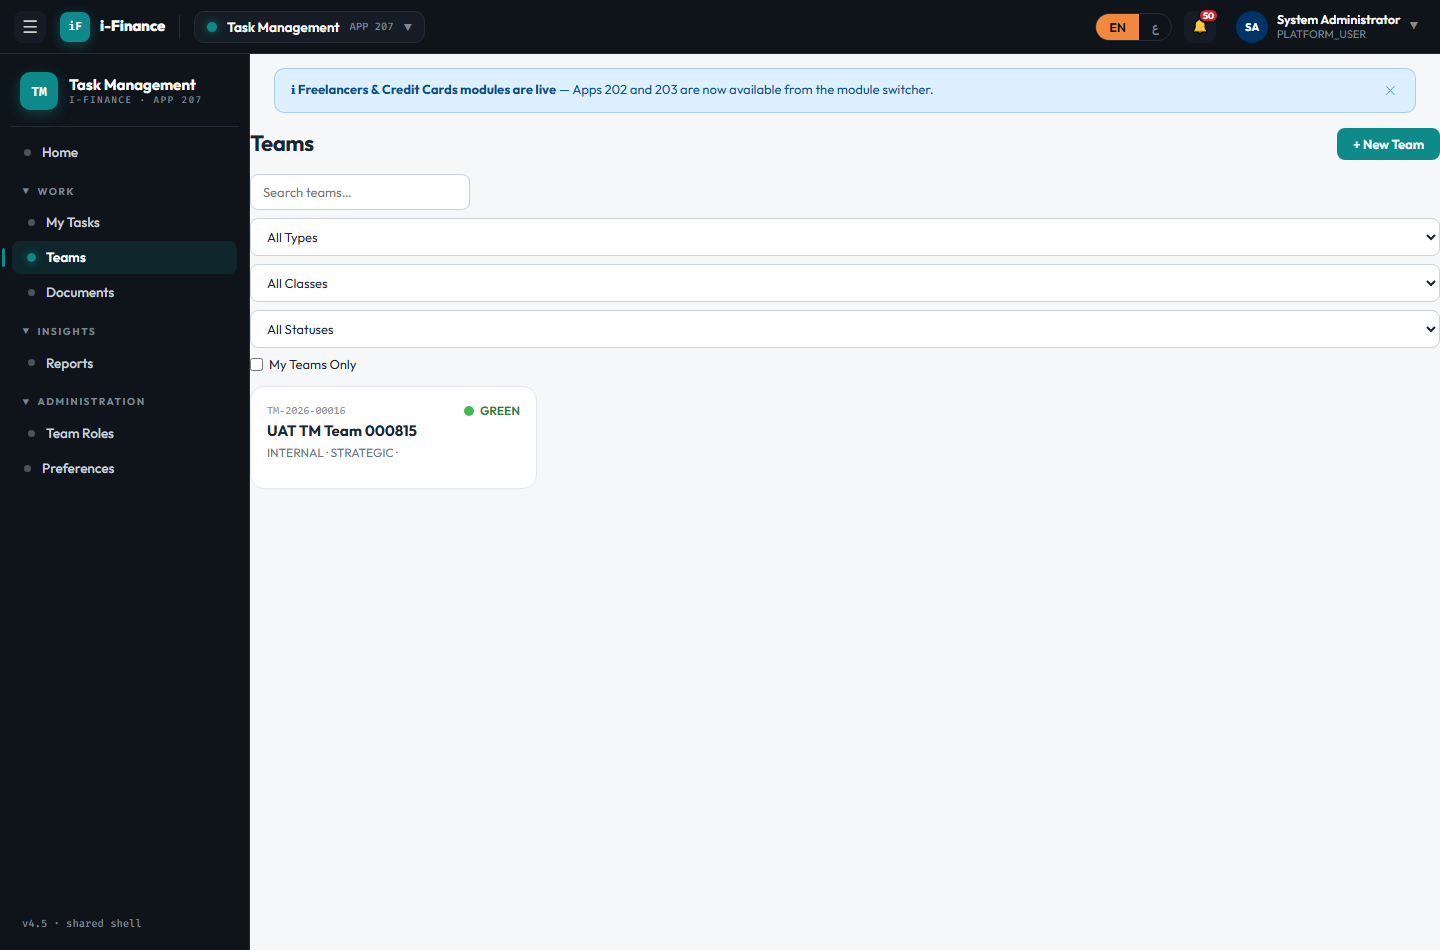 ☰ iF i-Finance Task Management APP 207 ▼ EN ع 50 SA System Administrator ▼
PLATFORM_USER
TM Task Management
I-FINANCE · APP 207
Home
▼ WORK
My Tasks
Teams
Documents
▼ INSIGHTS
Reports
▼ ADMINISTRATION
Team Roles
Preferences
v4.5 · shared shell
ℹ Freelancers & Credit Cards modules are live — Apps 202 and 203 are now available from the module switcher. ×
Teams
+ New Team
Search teams...
All Types
All Classes
All Statuses
My Teams Only
TM-2026-00016 GREEN
UAT TM Team 000815
INTERNAL · STRATEGIC ·